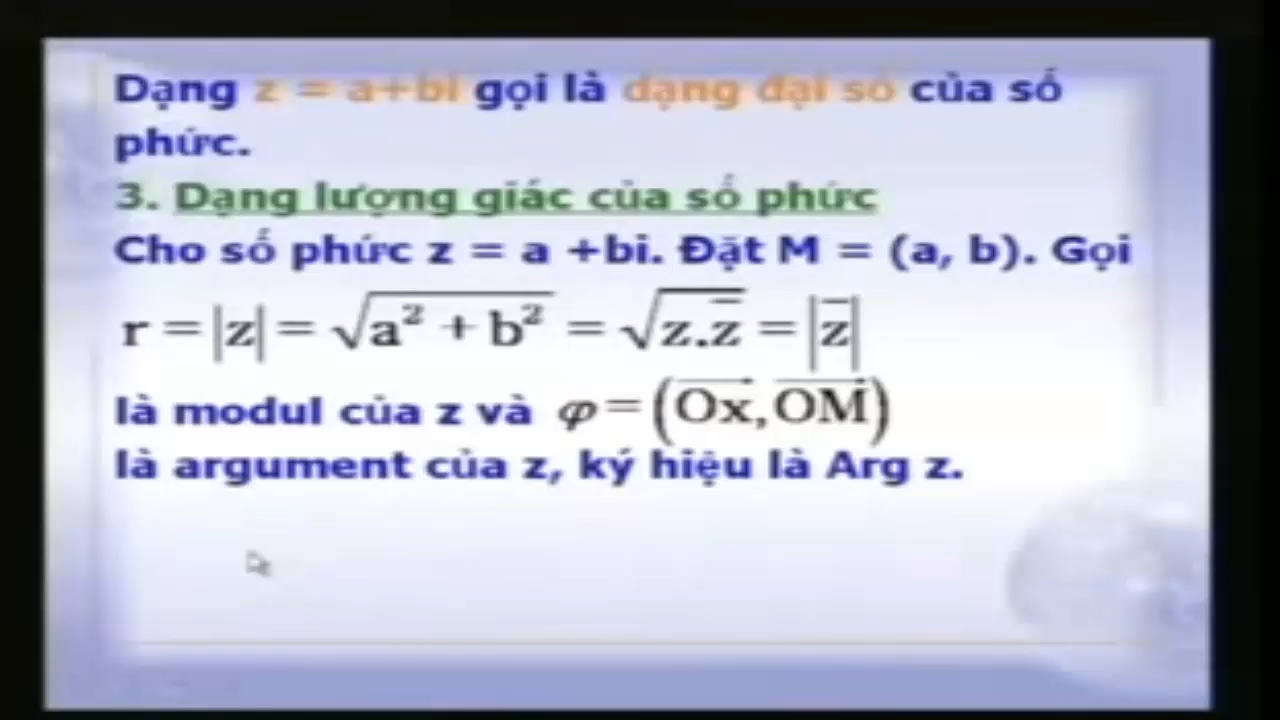 Dạng z = a+bi gọi là dạng đại số của số
phức.
3. Dạng lượng giác của số phức
Cho số phức z = a +bi. Đặt M = (a, b). Gọi
r = |z| = √(a² + b²) = √(z.z̅) = |z̅|
là modul của z và φ = (Ox⃗, OM⃗)
là argument của z, ký hiệu là Arg z.